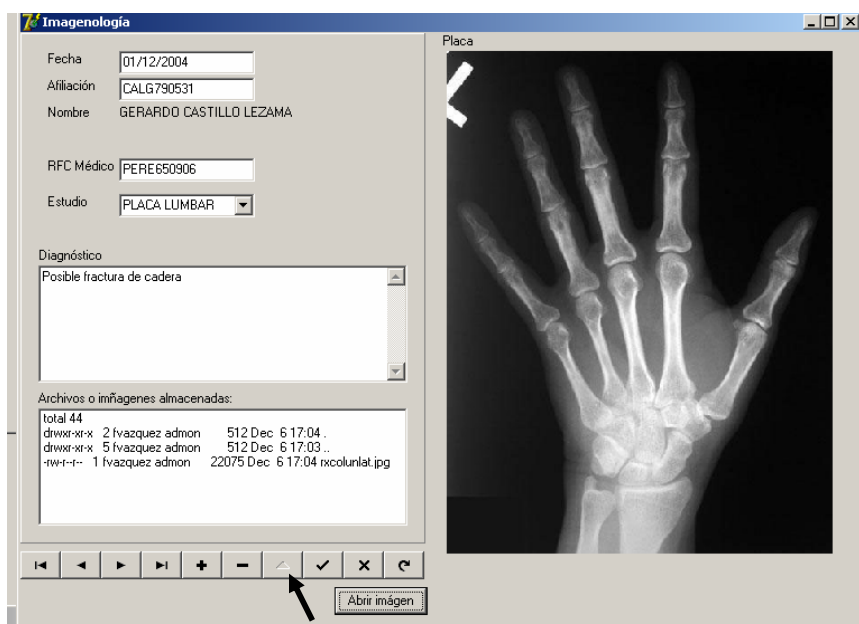 Imagenología
Placa
Fecha 01/12/2004
Afiliación CALG790531
Nombre GERARDO CASTILLO LEZAMA
RFC Médico PERE650906
Estudio PLACA LUMBAR
Diagnóstico
Posible fractura de cadera
Archivos o imñagenes almacenadas:
total 44
drwxr-xr-x 2 fvazquez admon 512 Dec 6 17:04 .
drwxr-xr-x 5 fvazquez admon 512 Dec 6 17:03 ..
-rw-r--r-- 1 fvazquez admon 22075 Dec 6 17:04 rxcolunlat.jpg
Abrir imágen